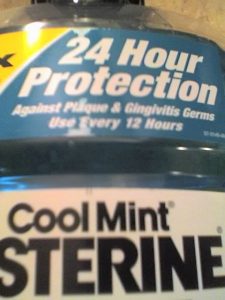 24 Hour
Protection
Against Plaque & Gingivitis Germs
Use Every 12 Hours
Cool Mint®
STERINE